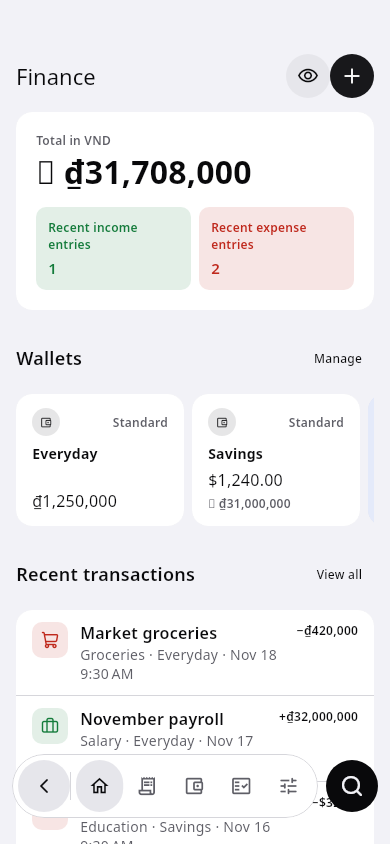 Finance
Total in VND
₫31,708,000
Recent income
entries
1
Recent expense
entries
2
Wallets
Manage
Standard
Everyday
₫1,250,000
Standard
Savings
$1,240.00
₫31,000,000
Recent transactions
View all
Market groceries
−₫420,000
Groceries · Everyday · Nov 18
9:30 AM
November payroll
+₫32,000,000
Salary · Everyday · Nov 17
Education · Savings · Nov 16